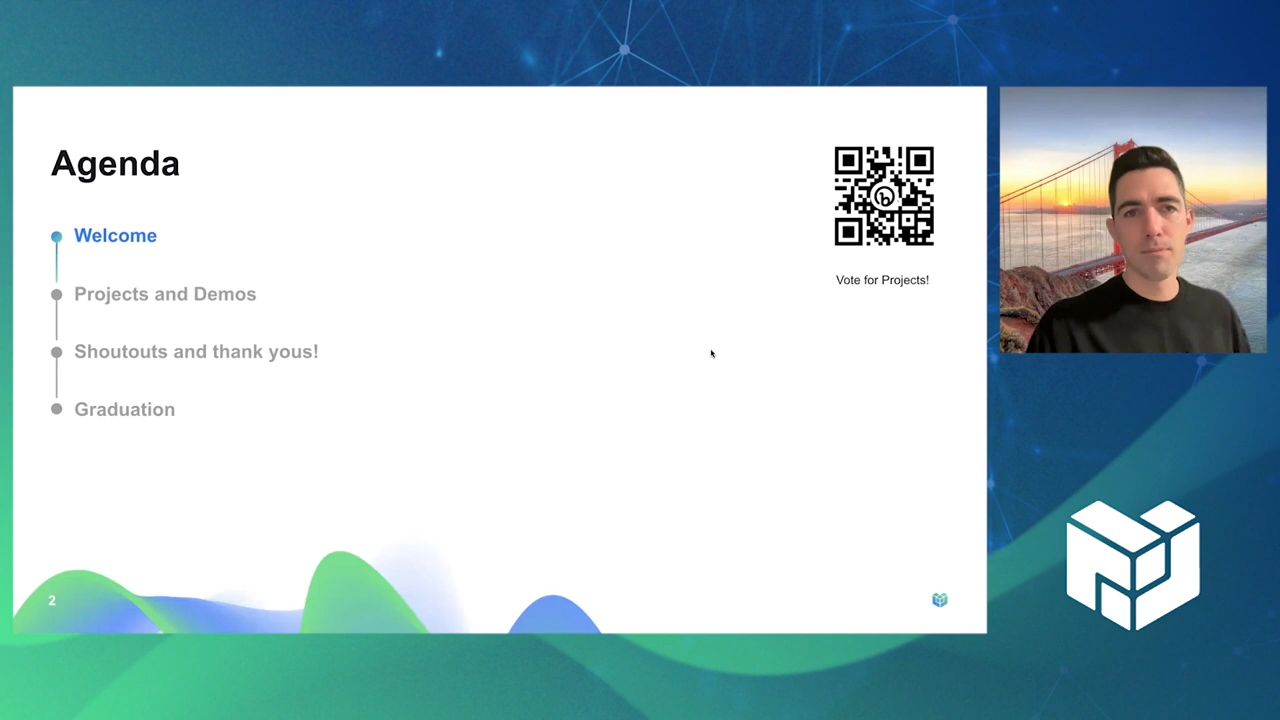 Agenda
Welcome
Projects and Demos
Shoutouts and thank yous!
Graduation
Vote for Projects!
2